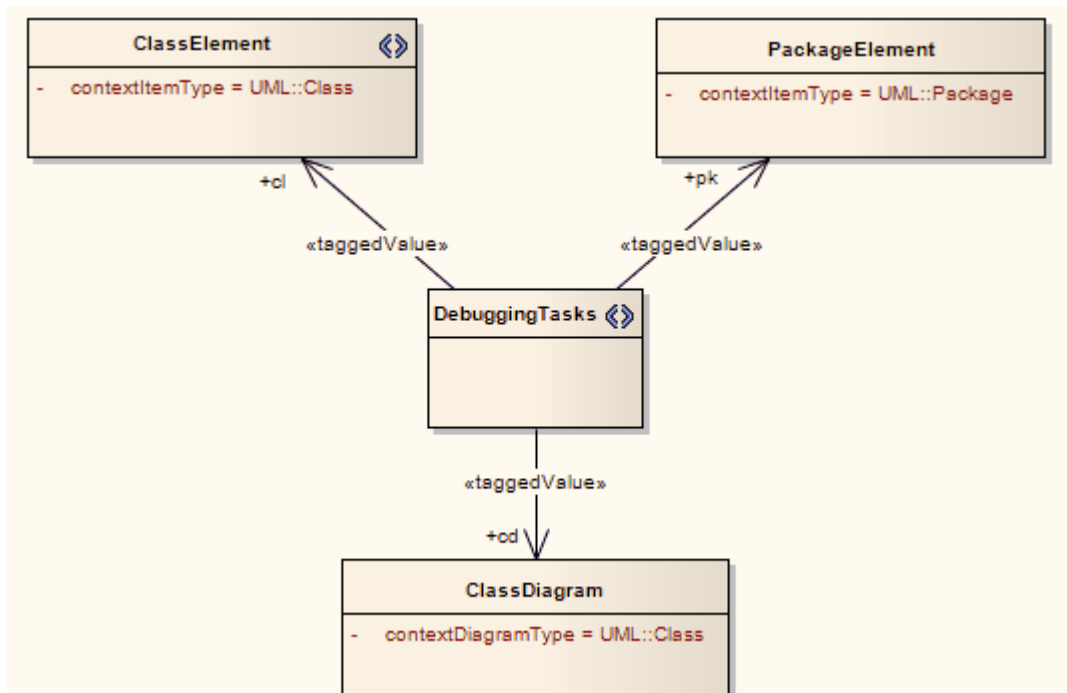 ClassElement
- contextItemType = UML::Class
PackageElement
- contextItemType = UML::Package
+cl
+pk
«taggedValue»
«taggedValue»
DebuggingTasks
«taggedValue»
+cd
ClassDiagram
- contextDiagramType = UML::Class